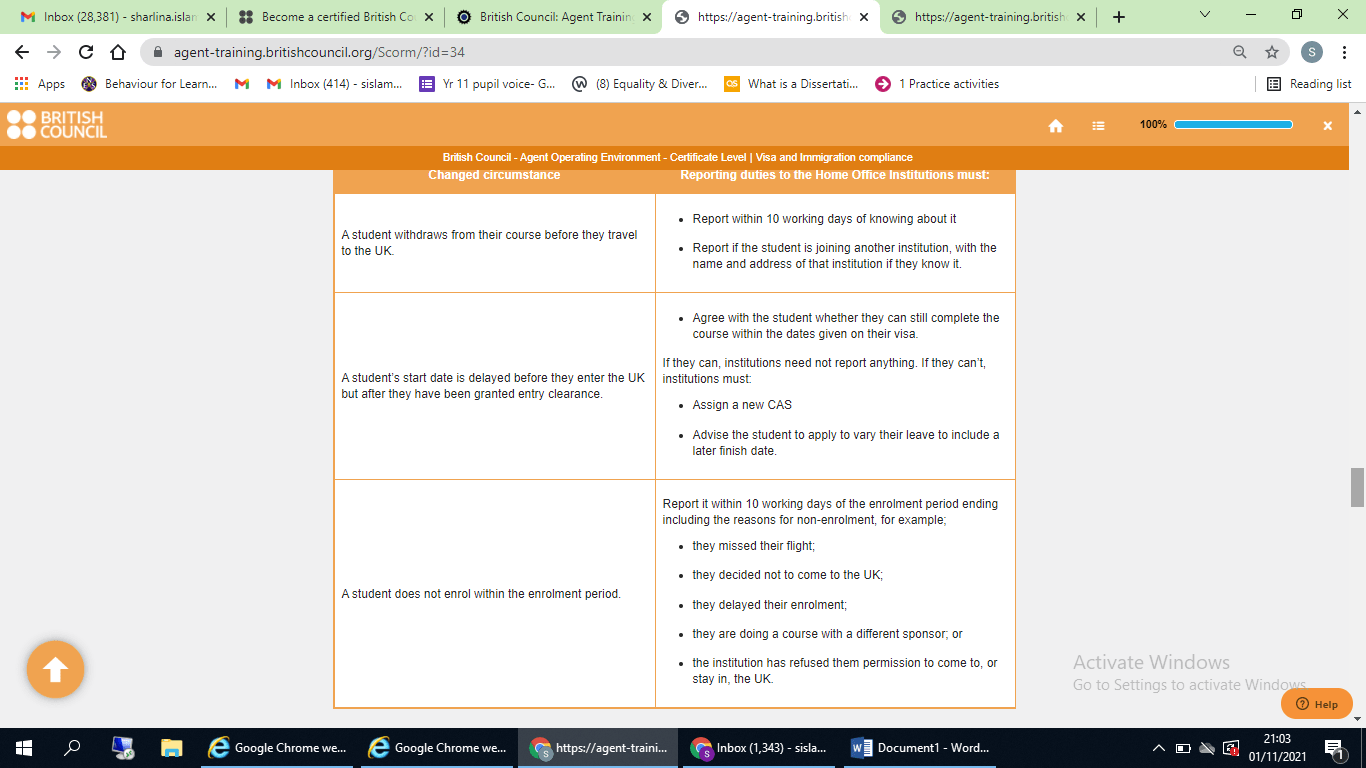 Inbox (28,381) - sharlina.islar
Become a certified British Co
British Council: Agent Trainin
https://agent-training.british
https://agent-training.british
agent-training.britishcouncil.org/Scorm/?id=34
S
Apps
Behaviour for Learn...
Inbox (414) - sislam...
Yr 11 pupil voice- G...
(8) Equality & Diver...
QS
What is a Dissertati...
1 Practice activities
Reading list
BRITISH
COUNCIL
100%
British Council - Agent Operating Environment - Certificate Level | Visa and Immigration compliance
Changed circumstance
Reporting duties to the Home Office Institutions must:
A student withdraws from their course before they travel
to the UK.
• Report within 10 working days of knowing about it
• Report if the student is joining another institution, with the
name and address of that institution if they know it.
A student's start date is delayed before they enter the UK
but after they have been granted entry clearance.
• Agree with the student whether they can still complete the
course within the dates given on their visa.
If they can, institutions need not report anything. If they can't,
institutions must:
• Assign a new CAS
• Advise the student to apply to vary their leave to include a
later finish date.
A student does not enrol within the enrolment period.
Report it within 10 working days of the enrolment period ending
including the reasons for non-enrolment, for example;
• they missed their flight;
• they decided not to come to the UK;
• they delayed their enrolment;
• they are doing a course with a different sponsor; or
• the institution has refused them permission to come to, or
stay in, the UK.
Activate Windows
Go to Settings to activate Windows.
Help
Google Chrome we...
Google Chrome we...
https://agent-traini...
Inbox (1,343) - sisla...
Document1 - Word...
21:03
01/11/2021
1